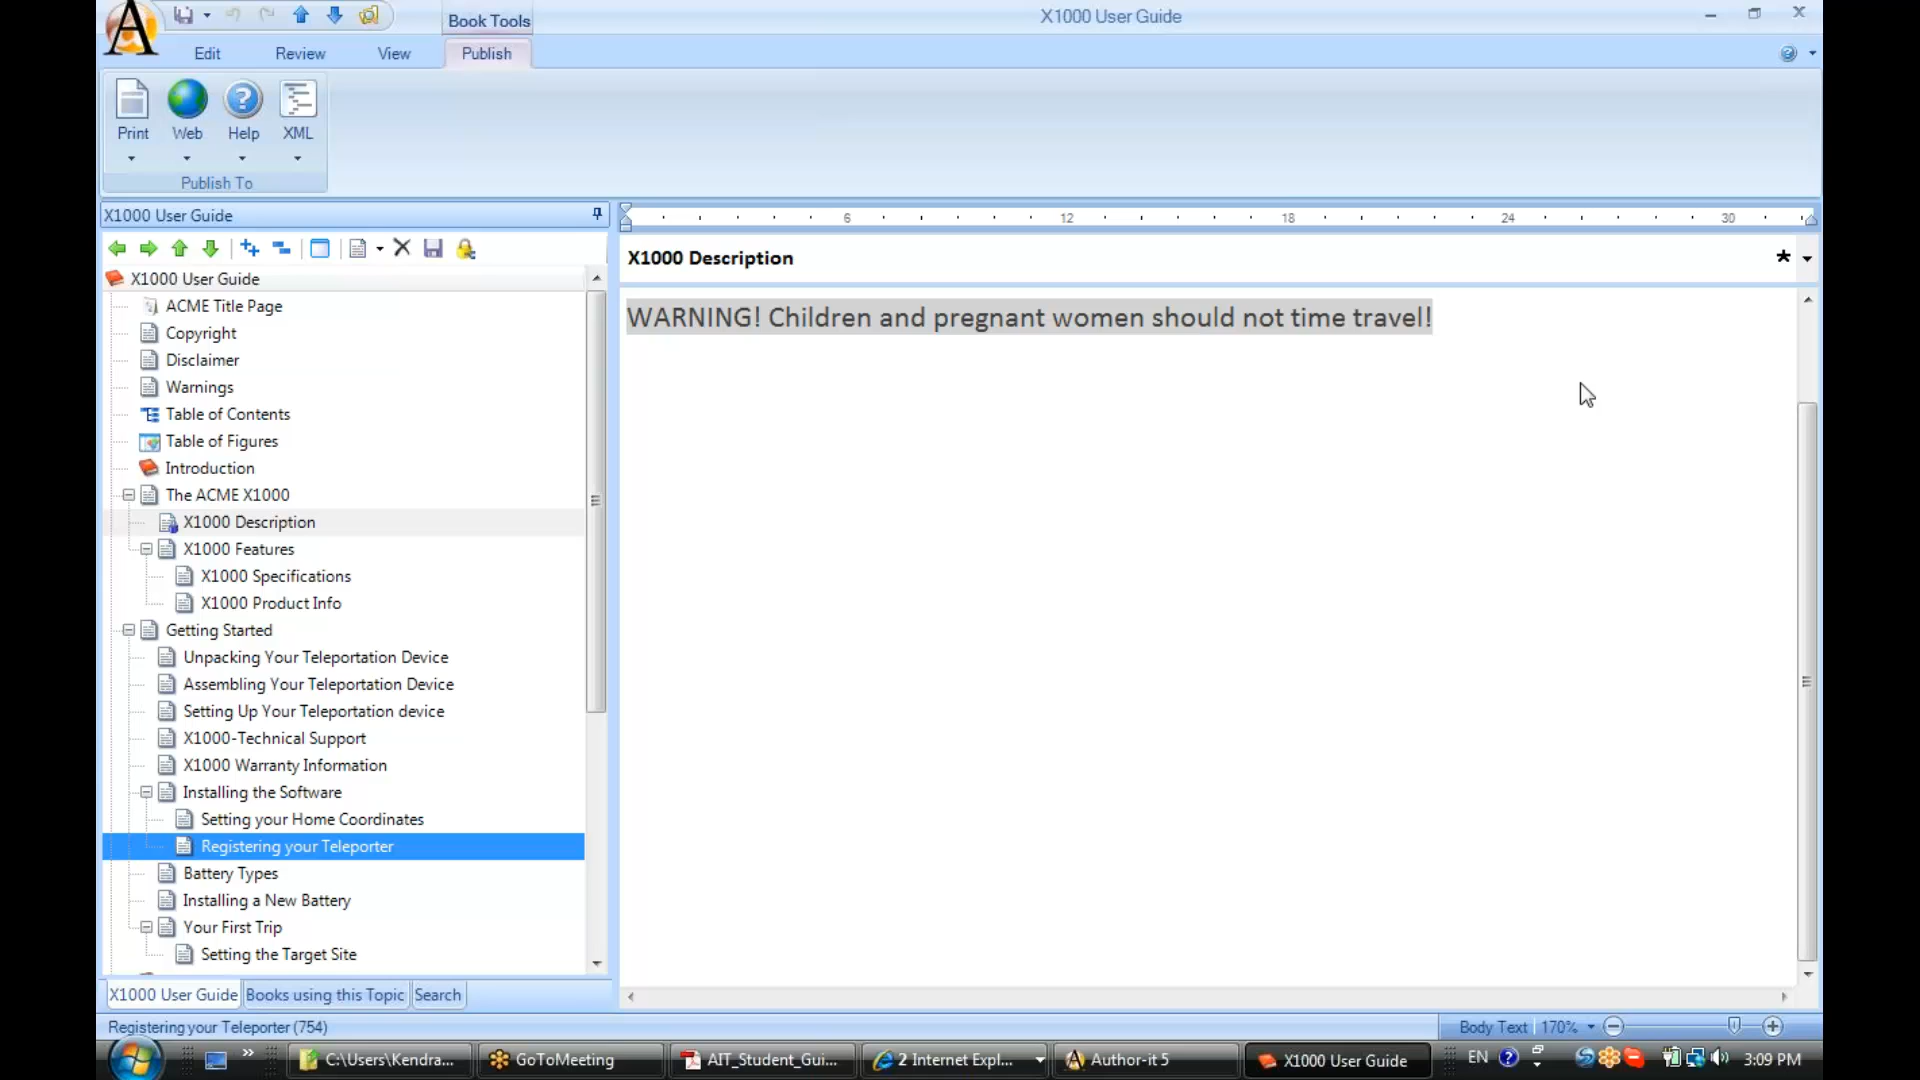 Book Tools
X1000 User Guide
Edit
Review
View
Publish
Print
Web
Help
XML
Publish To
X1000 User Guide
6
12
18
24
30
X1000 Description
*
WARNING! Children and pregnant women should not time travel!
X1000 User Guide
ACME Title Page
Copyright
Disclaimer
Warnings
Table of Contents
Table of Figures
Introduction
The ACME X1000
X1000 Description
X1000 Features
X1000 Specifications
X1000 Product Info
Getting Started
Unpacking Your Teleportation Device
Assembling Your Teleportation Device
Setting Up Your Teleportation device
X1000-Technical Support
X1000 Warranty Information
Installing the Software
Setting your Home Coordinates
Registering your Teleporter
Battery Types
Installing a New Battery
Your First Trip
Setting the Target Site
X1000 User Guide
Books using this Topic
Search
Registering your Teleporter (754)
Body Text
170%
C:\Users\Kendra...
GoToMeeting
AIT_Student_Gui...
2 Internet Expl...
Author-it 5
X1000 User Guide
EN
3:09 PM